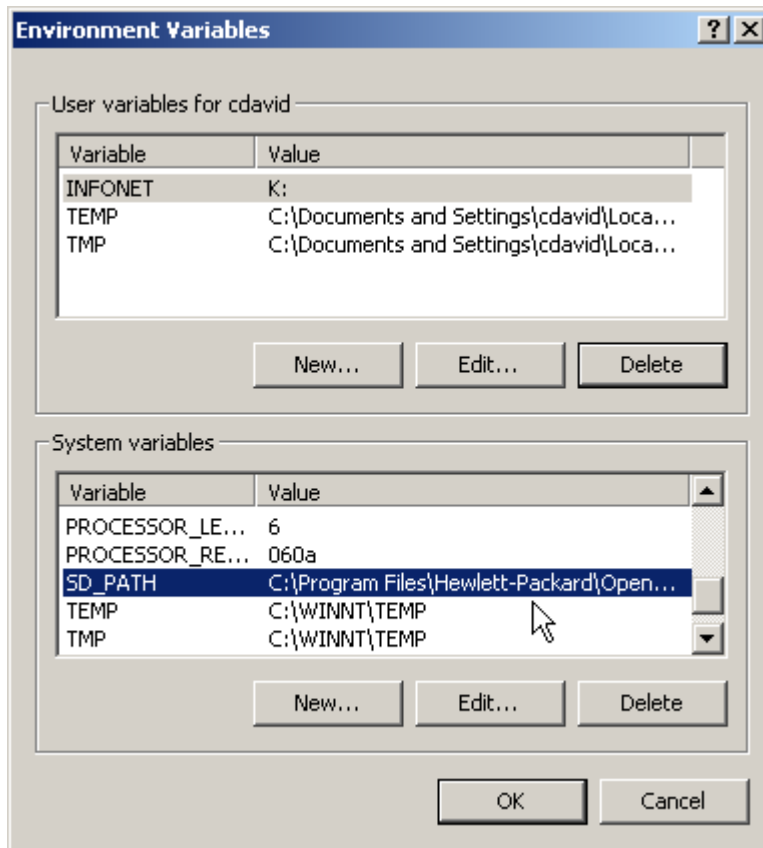 Environment Variables
User variables for cdavid
Variable Value
INFONET K:
TEMP C:\Documents and Settings\cdavid\Loca...
TMP C:\Documents and Settings\cdavid\Loca...
New... Edit... Delete
System variables
Variable Value
PROCESSOR_LE... 6
PROCESSOR_RE... 060a
SD_PATH C:\Program Files\Hewlett-Packard\Open...
TEMP C:\WINNT\TEMP
TMP C:\WINNT\TEMP
New... Edit... Delete
OK Cancel